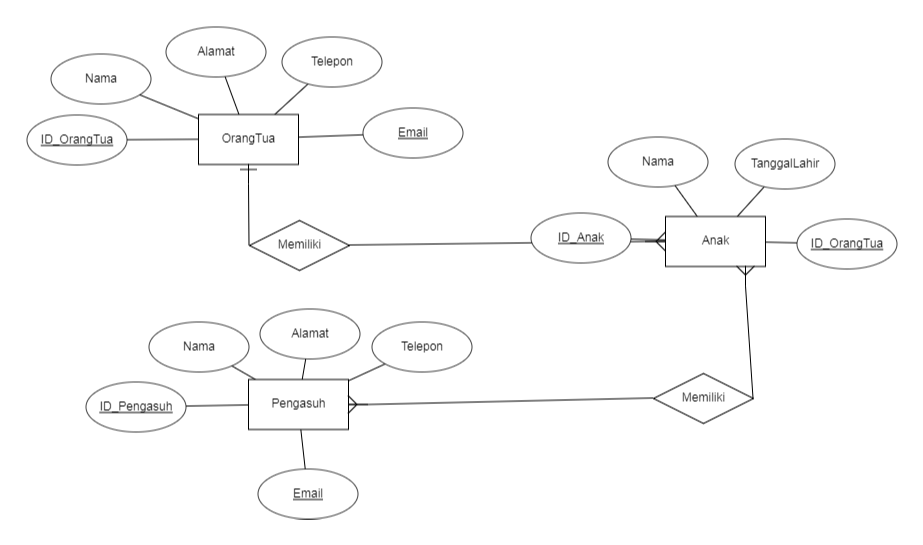 Alamat
Telepon
Nama
ID_OrangTua
OrangTua
Email
Nama
TanggalLahir
Memiliki
ID_Anak
Anak
ID_OrangTua
Nama
Alamat
Telepon
ID_Pengasuh
Pengasuh
Memiliki
Email